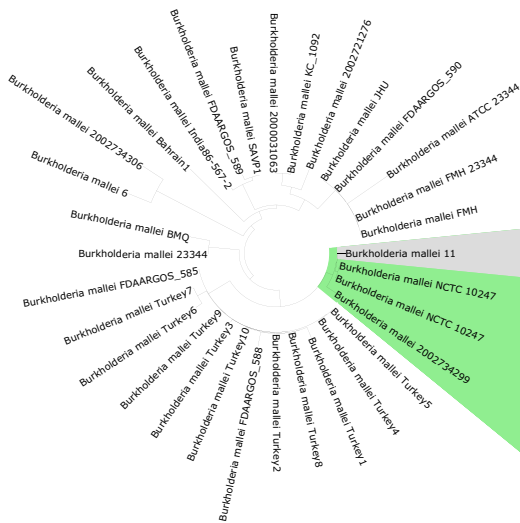 Burkholderia mallei 2000031063
Burkholderia mallei KC_1092
Burkholderia mallei 2002721276
Burkholderia mallei JHU
Burkholderia mallei FDAARGOS_590
Burkholderia mallei ATCC 23344
Burkholderia mallei FMH 23344
Burkholderia mallei FMH
Burkholderia mallei 11
Burkholderia mallei NCTC 10247
Burkholderia mallei NCTC 10247
Burkholderia mallei 2002734299
Burkholderia mallei Turkey5
Burkholderia mallei Turkey4
Burkholderia mallei Turkey1
Burkholderia mallei Turkey8
Burkholderia mallei Turkey2
Burkholderia mallei FDAARGOS_588
Burkholderia mallei Turkey10
Burkholderia mallei Turkey3
Burkholderia mallei Turkey9
Burkholderia mallei Turkey6
Burkholderia mallei Turkey7
Burkholderia mallei FDAARGOS_585
Burkholderia mallei 23344
Burkholderia mallei BMQ
Burkholderia mallei 6
Burkholderia mallei 2002734306
Burkholderia mallei Bahrain1
Burkholderia mallei India86-567-2
Burkholderia mallei FDAARGOS_589
Burkholderia mallei SAVP1